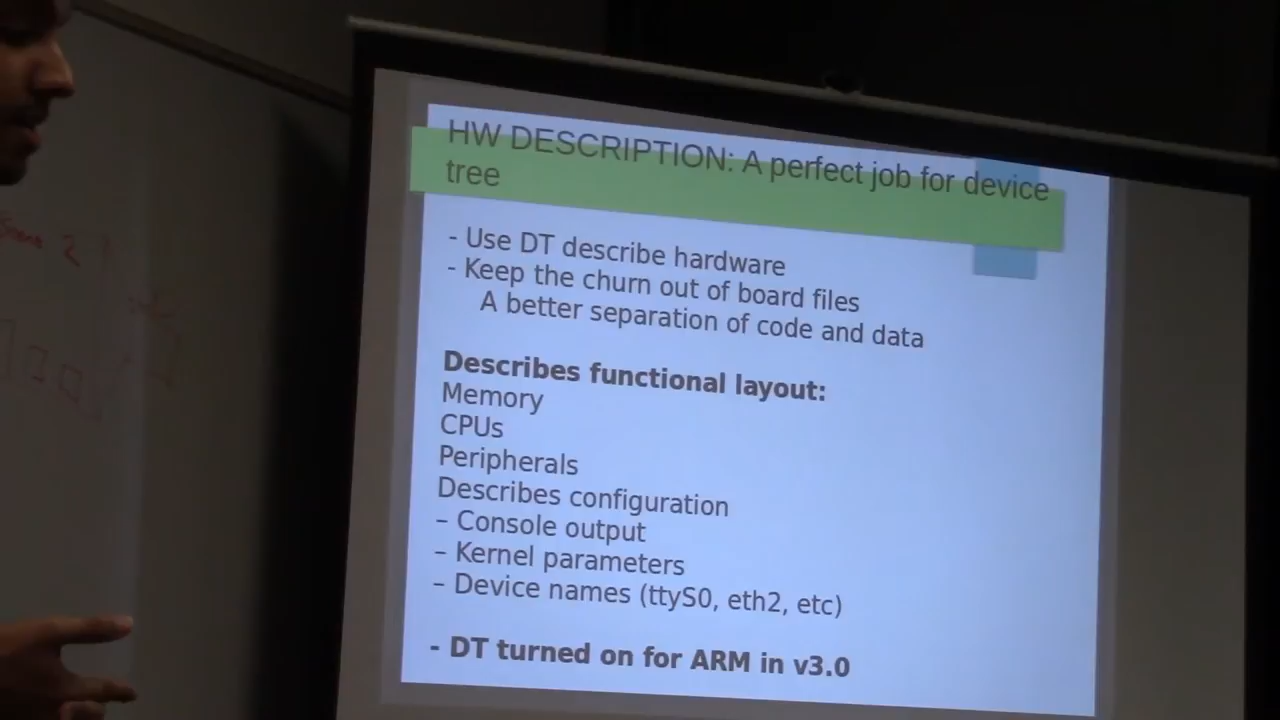 HW DESCRIPTION: A perfect job for device
tree
- Use DT describe hardware
- Keep the churn out of board files
A better separation of code and data
Describes functional layout:
Memory
CPUs
Peripherals
Describes configuration
– Console output
– Kernel parameters
– Device names (ttyS0, eth2, etc)
- DT turned on for ARM in v3.0
2